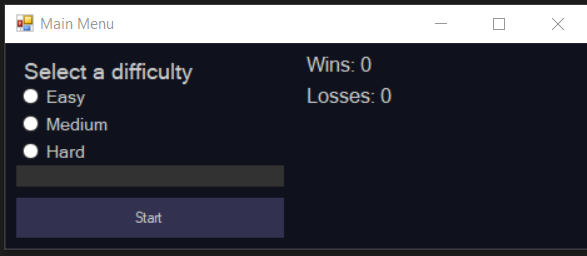 Main Menu
Select a difficulty
Easy
Medium
Hard
Start
Wins: 0
Losses: 0